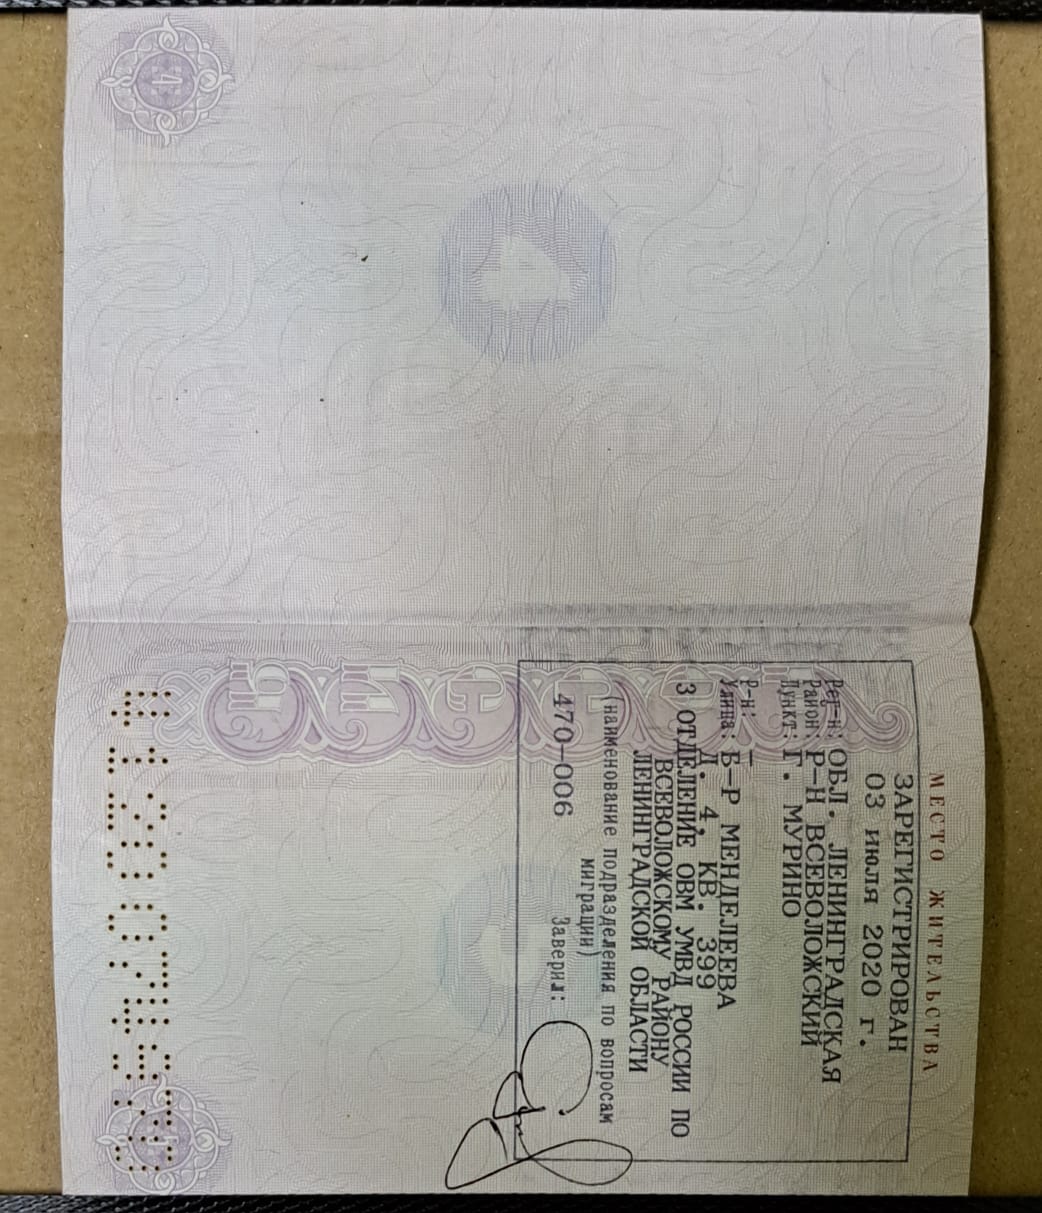 МЕСТО ЖИТЕЛЬСТВА
ЗАРЕГИСТРИРОВАН
03 июля 2020 г.
Рег-н: ОБЛ. ЛЕНИНГРАДСКАЯ
Район: Р-Н ВСЕВОЛОЖСКИЙ
Пункт: Г. МУРИНО
Р-н: –
Улица: Б-Р МЕНДЕЛЕЕВА
Д. 4, КВ. 399
3 ОТДЕЛЕНИЕ ОВМ УМВД РОССИИ ПО
ВСЕВОЛОЖСКОМУ РАЙОНУ
ЛЕНИНГРАДСКОЙ ОБЛАСТИ
(наименование подразделения по вопросам
миграции)
470-006 Заверил: